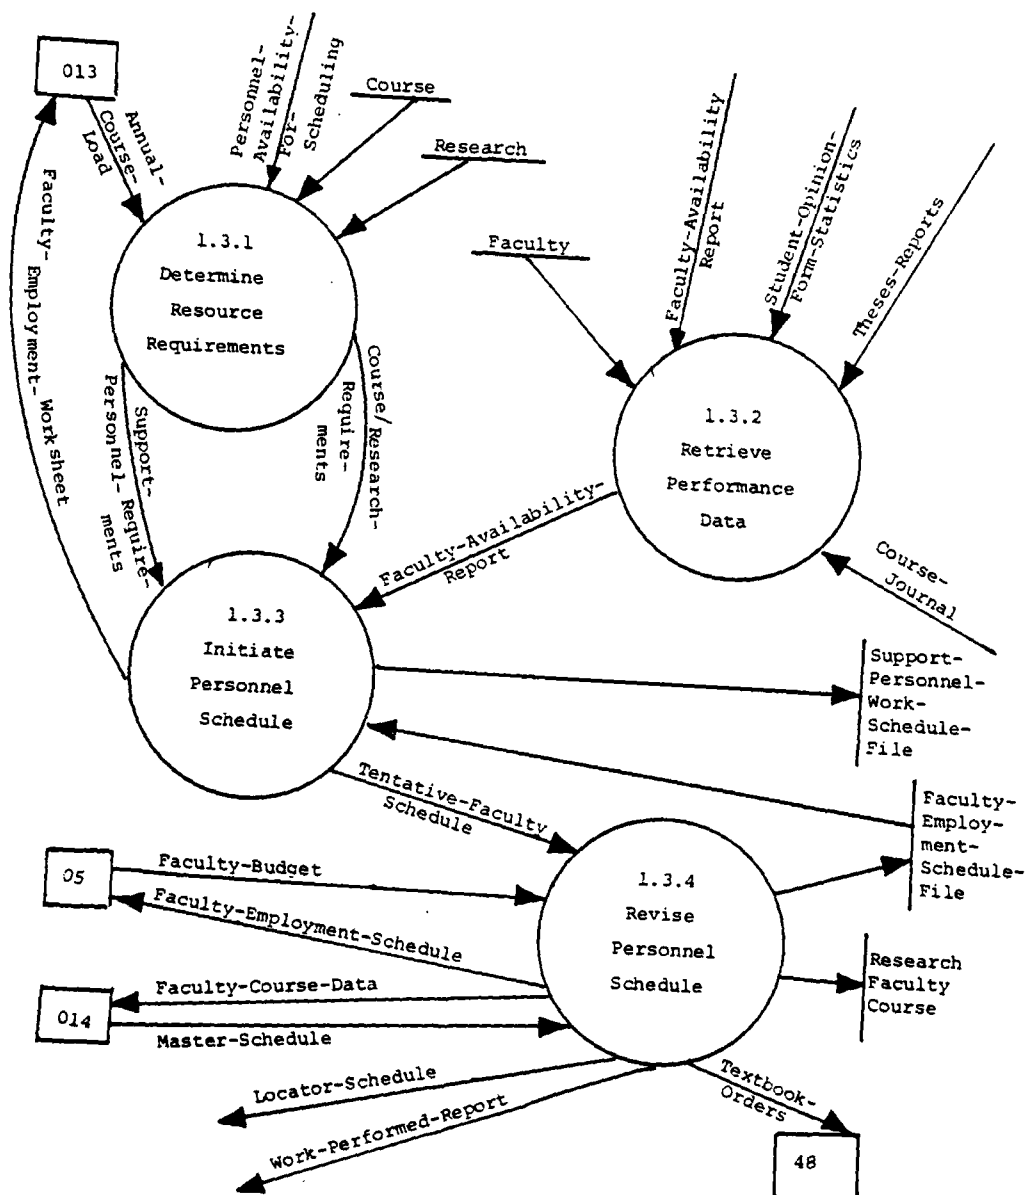 013
Annual-
Course-
Load
Personnel-
Availability-
For-
Scheduling
Course
Research
1.3.1
Determine
Resource
Requirements
Faculty-Employment-Worksheet
Faculty
Faculty-Availability
Report
Student-Opinion-
Form-Statistics
Theses-Reports
1.3.2
Retrieve
Performance
Data
Support-
Personnel-Require-
ments
Course/Research-
Require-
ments
Faculty-Availability-
Report
Course-
Journal
1.3.3
Initiate
Personnel
Schedule
Support-
Personnel-
Work-
Schedule-
File
Tentative-Faculty
Schedule
Faculty-
Employ-
ment-
Schedule-
File
05
Faculty-Budget
Faculty-Employment-Schedule
1.3.4
Revise
Personnel
Schedule
014
Faculty-Course-Data
Master-Schedule
Research
Faculty
Course
Locator-Schedule
Work-Performed-Report
Textbook-
Orders
48